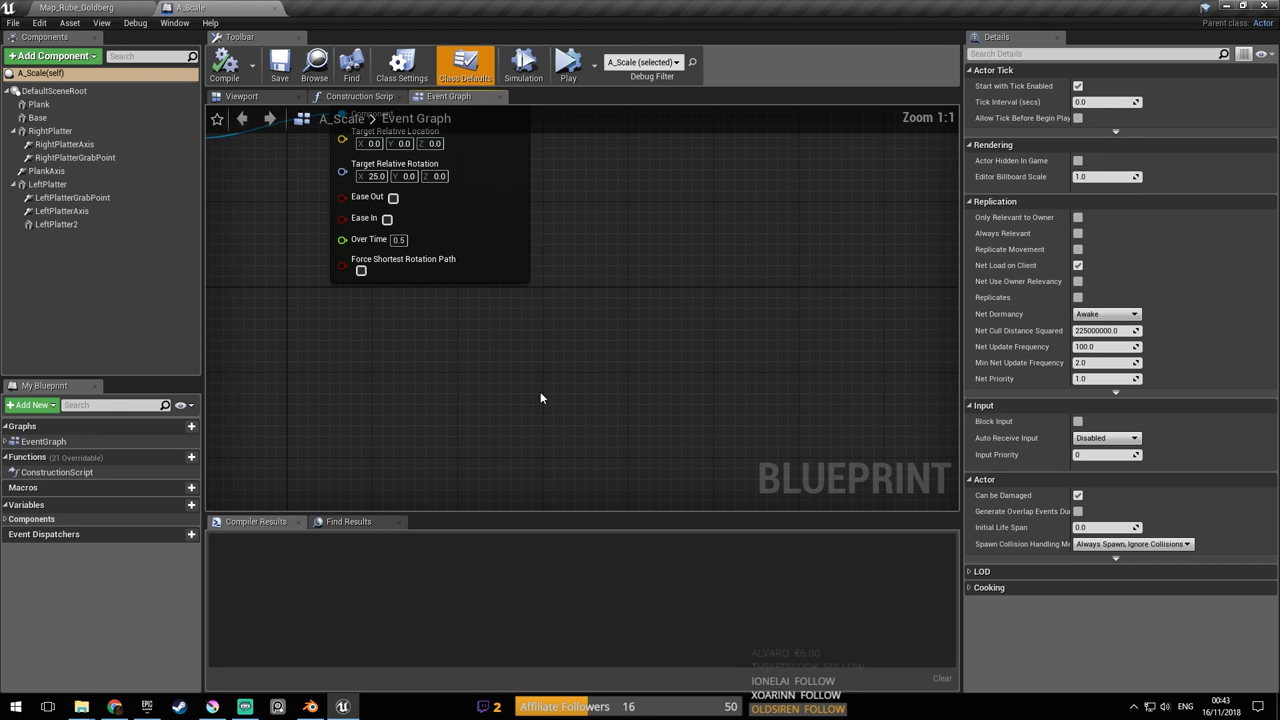 Map_Rube_Goldberg
A_Scale
File
Edit
Asset
View
Debug
Window
Help
Parent class: Actor
Components
Toolbar
Details
Add Component
Search
Compile
Save
Browse
Find
Class Settings
Class Defaults
Simulation
Play
A_Scale (selected)
Debug Filter
Search Details
A_Scale(self)
DefaultSceneRoot
Plank
Base
RightPlatter
RightPlatterAxis
RightPlatterGrabPoint
PlankAxis
LeftPlatter
LeftPlatterGrabPoint
LeftPlatterAxis
LeftPlatter2
Viewport
Construction Scrip
Event Graph
A_Scale > Event Graph
Zoom 1:1
Target Relative Location
X 0.0 Y 0.0 Z 0.0
Target Relative Rotation
X 25.0 Y 0.0 Z 0.0
Ease Out
Ease In
Over Time 0.5
Force Shortest Rotation Path
BLUEPRINT
My Blueprint
Add New
Search
Graphs
EventGraph
Functions (21 Overridable)
ConstructionScript
Macros
Variables
Components
Event Dispatchers
Compiler Results
Find Results
Clear
Actor Tick
Start with Tick Enabled
Tick Interval (secs) 0.0
Allow Tick Before Begin Play
Rendering
Actor Hidden In Game
Editor Billboard Scale 1.0
Replication
Only Relevant to Owner
Always Relevant
Replicate Movement
Net Load on Client
Net Use Owner Relevancy
Replicates
Net Dormancy Awake
Net Cull Distance Squared 225000000.0
Net Update Frequency 100.0
Min Net Update Frequency 2.0
Net Priority 1.0
Input
Block Input
Auto Receive Input Disabled
Input Priority 0
Actor
Can be Damaged
Generate Overlap Events Du
Initial Life Span 0.0
Spawn Collision Handling Me Always Spawn, Ignore Collisions
LOD
Cooking
ALVARO €6.00
IONELAI FOLLOW
XOARINN FOLLOW
OLDSIREN FOLLOW
2
Affiliate Followers 16 50
00:43
16/11/2018